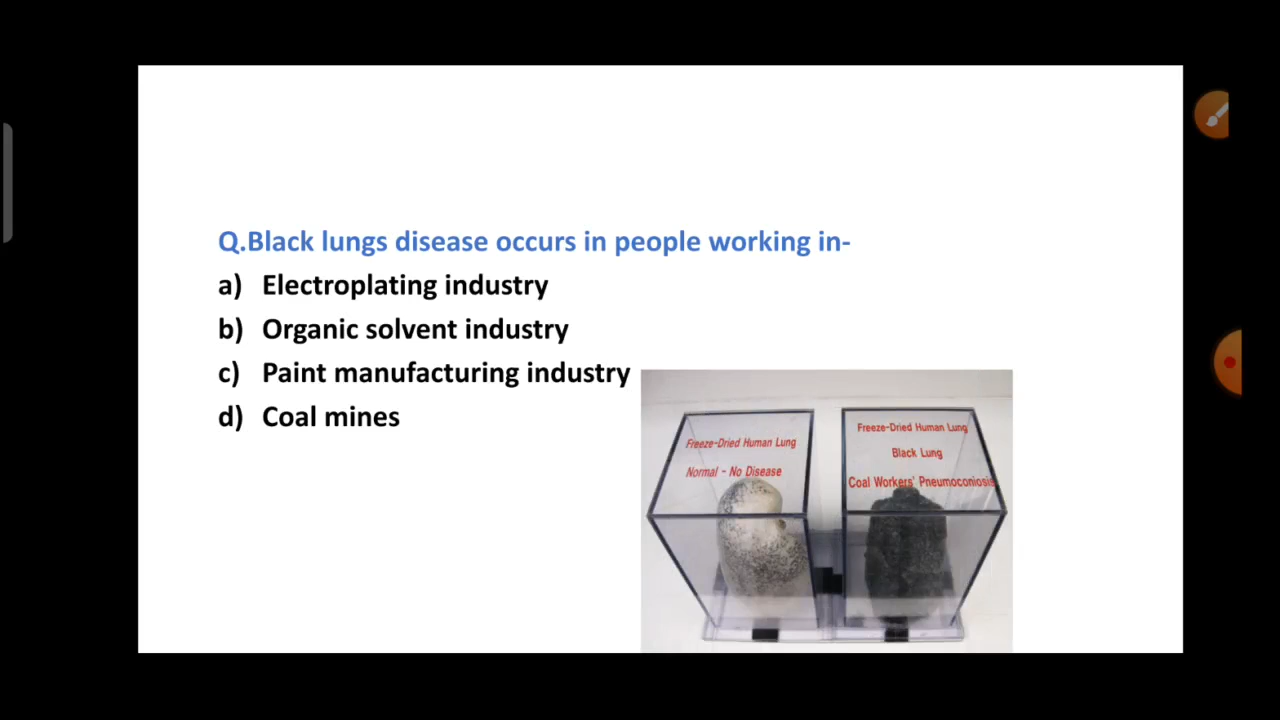 Q.Black lungs disease occurs in people working in-
a) Electroplating industry
b) Organic solvent industry
c) Paint manufacturing industry
d) Coal mines
Freeze-Dried Human Lung
Normal - No Disease
Freeze-Dried Human Lung
Black Lung
Coal Workers' Pneumoconiosis